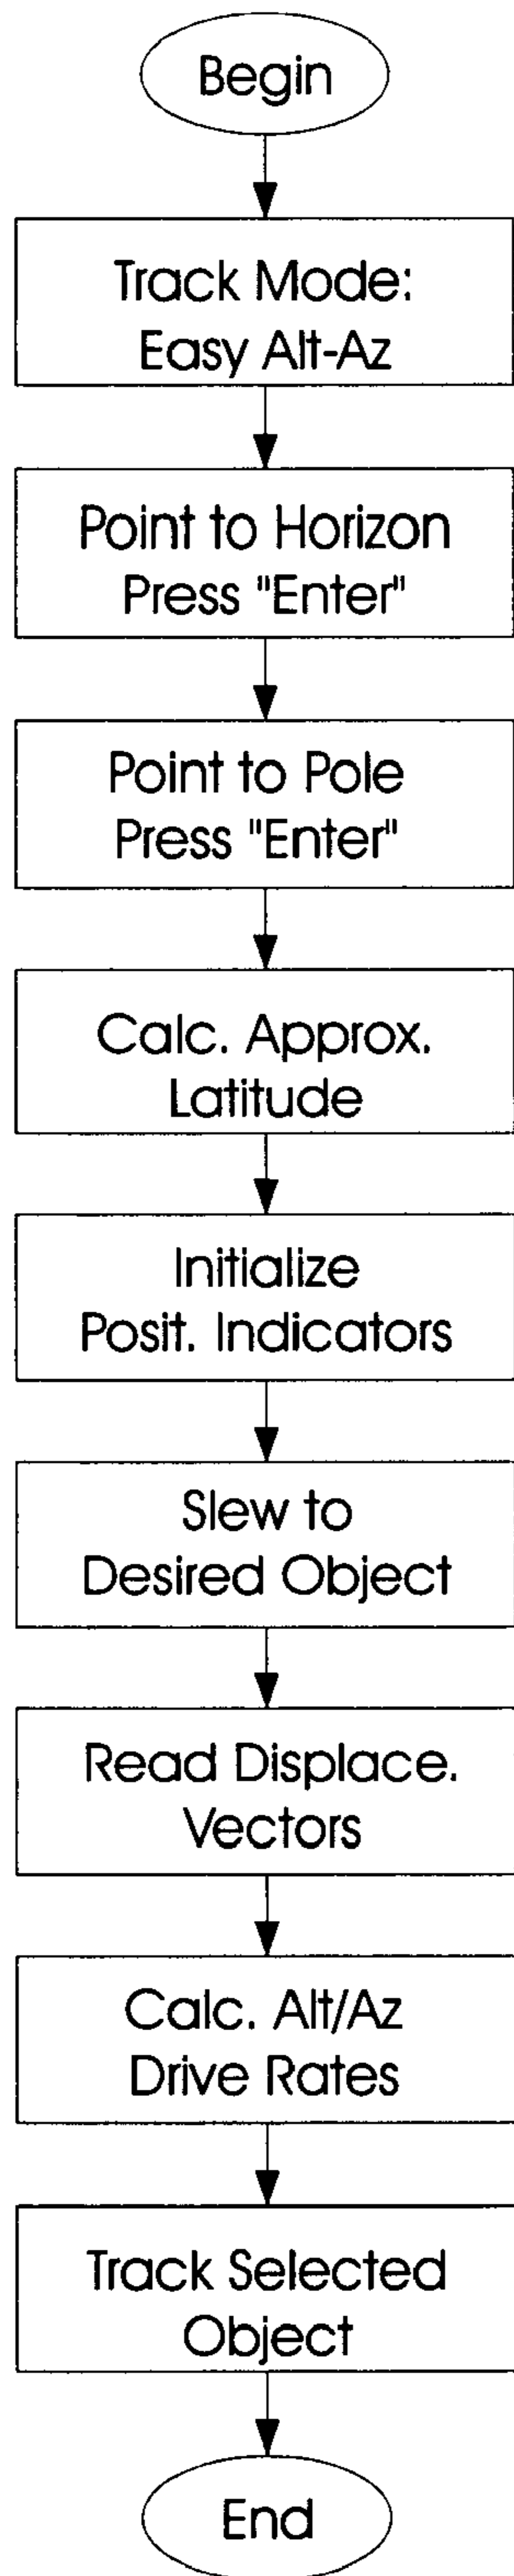 Begin
Track Mode:
Easy Alt-Az
Point to Horizon
Press "Enter"
Point to Pole
Press "Enter"
Calc. Approx.
Latitude
Initialize
Posit. Indicators
Slew to
Desired Object
Read Displace.
Vectors
Calc. Alt/Az
Drive Rates
Track Selected
Object
End